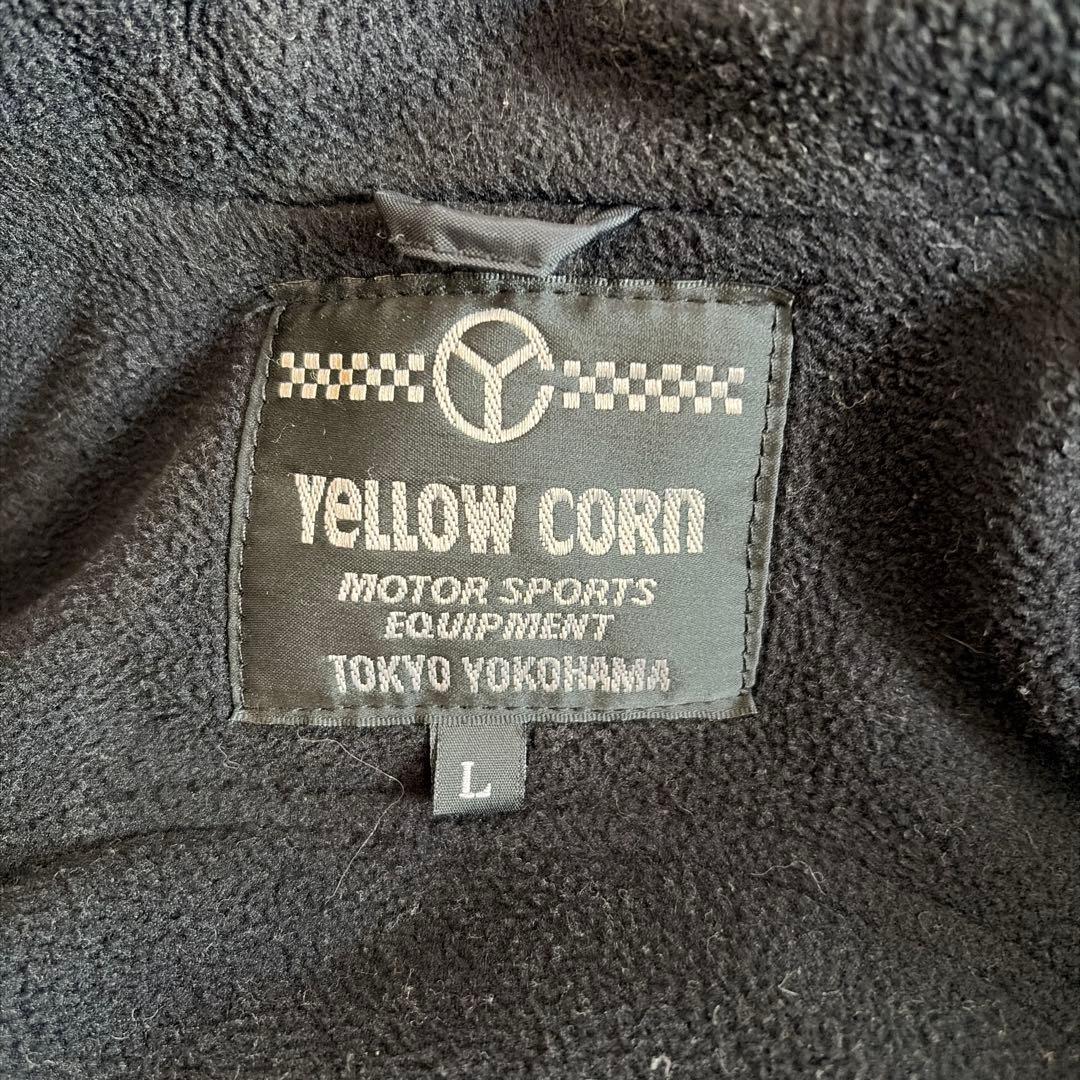 YeLLOW CORn
MOTOR SPORTS
EQUIPMENT
TOKYO YOKOHAMA
L